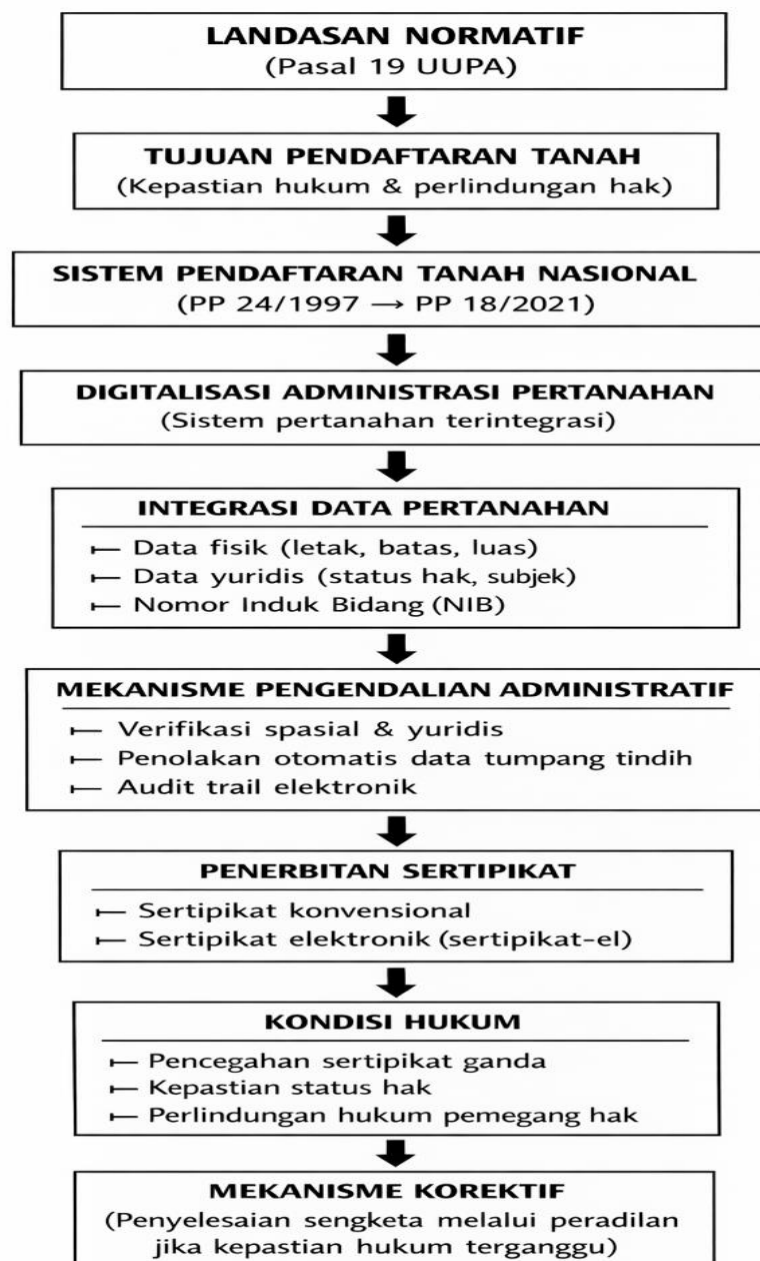 LANDASAN NORMATIF
(Pasal 19 UUPA)
TUJUAN PENDAFTARAN TANAH
(Kepastian hukum & perlindungan hak)
SISTEM PENDAFTARAN TANAH NASIONAL
(PP 24/1997 → PP 18/2021)
DIGITALISASI ADMINISTRASI PERTANAHAN
(Sistem pertanahan terintegrasi)
INTEGRASI DATA PERTANAHAN
Data fisik (letak, batas, luas)
Data yuridis (status hak, subjek)
Nomor Induk Bidang (NIB)
MEKANISME PENGENDALIAN ADMINISTRATIF
Verifikasi spasial & yuridis
Penolakan otomatis data tumpang tindih
Audit trail elektronik
PENERBITAN SERTIPIKAT
Sertipikat konvensional
Sertipikat elektronik (sertipikat-el)
KONDISI HUKUM
Pencegahan sertipikat ganda
Kepastian status hak
Perlindungan hukum pemegang hak
MEKANISME KOREKTIF
(Penyelesaian sengketa melalui peradilan
jika kepastian hukum terganggu)